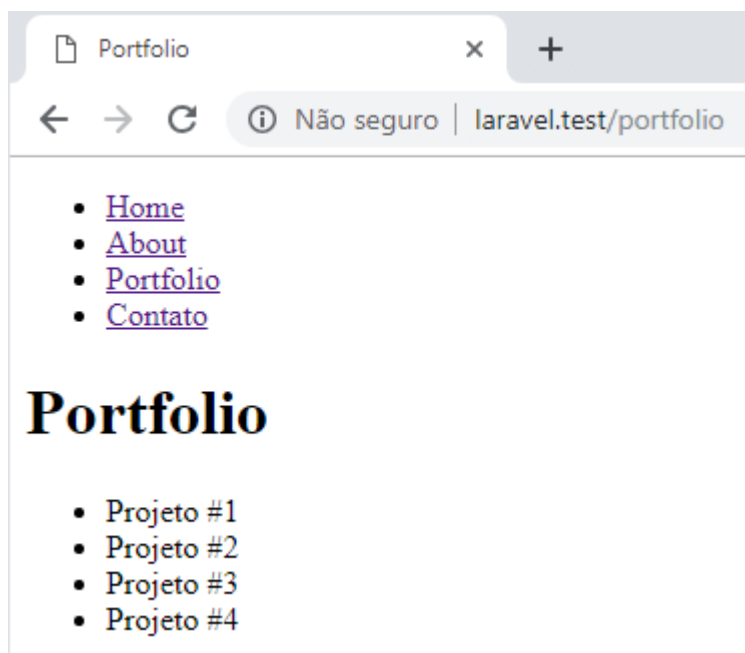 Portfolio
Não seguro | laravel.test/portfolio
Home
About
Portfolio
Contato
Portfolio
Projeto #1
Projeto #2
Projeto #3
Projeto #4